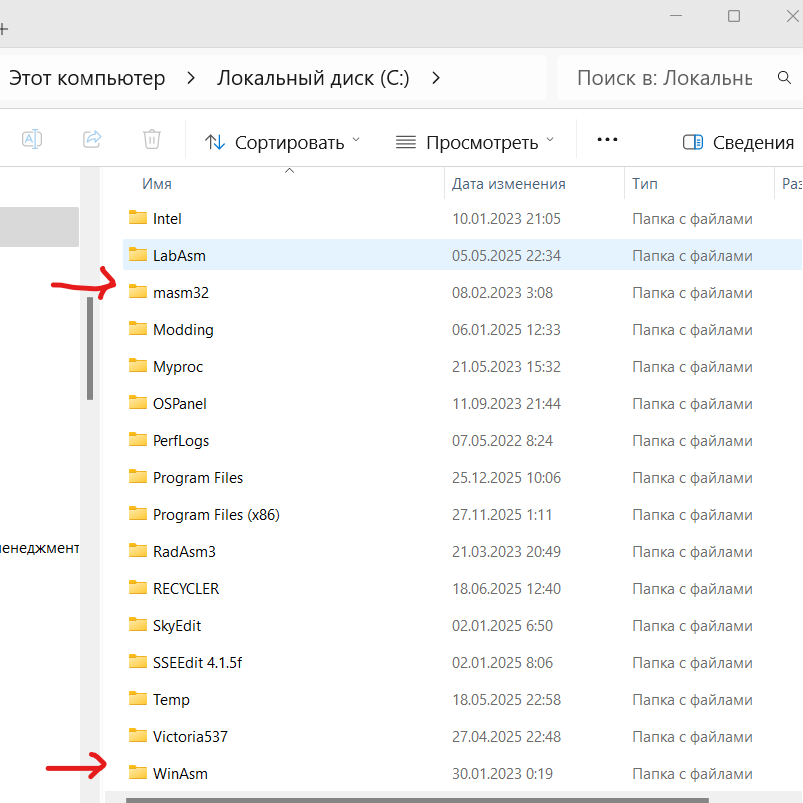 Этот компьютер > Локальный диск (C:) > Поиск в: Локальны
Сортировать Просмотреть ... Сведения
Имя Дата изменения Тип Раз
Intel 10.01.2023 21:05 Папка с файлами
LabAsm 05.05.2025 22:34 Папка с файлами
masm32 08.02.2023 3:08 Папка с файлами
Modding 06.01.2025 12:33 Папка с файлами
Myproc 21.05.2023 15:32 Папка с файлами
OSPanel 11.09.2023 21:44 Папка с файлами
PerfLogs 07.05.2022 8:24 Папка с файлами
Program Files 25.12.2025 10:06 Папка с файлами
Program Files (x86) 27.11.2025 1:11 Папка с файлами
енеджмент RadAsm3 21.03.2023 20:49 Папка с файлами
RECYCLER 18.06.2025 12:40 Папка с файлами
SkyEdit 02.01.2025 6:50 Папка с файлами
SSEEdit 4.1.5f 02.01.2025 8:06 Папка с файлами
Temp 18.05.2025 22:58 Папка с файлами
Victoria537 27.04.2025 22:48 Папка с файлами
WinAsm 30.01.2023 0:19 Папка с файлами